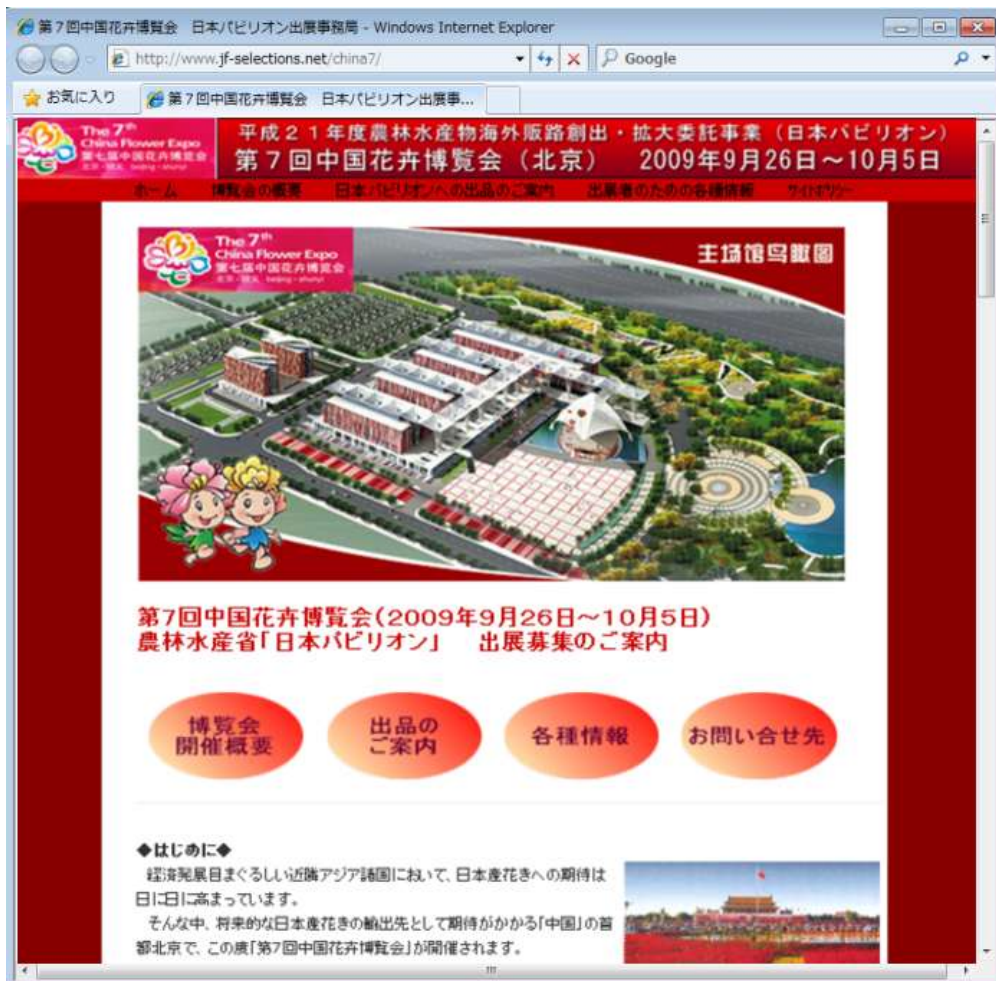 第7回中国花卉博覧会 日本パビリオン出展事務局 - Windows Internet Explorer
http://www.jf-selections.net/china7/
Google
お気に入り
第7回中国花卉博覧会 日本パビリオン出展事...
The 7th
China Flower Expo
第七届中国花卉博览会
平成21年度農林水産物海外販路創出・拡大委託事業(日本パビリオン)
第7回中国花卉博覧会(北京) 2009年9月26日~10月5日
ホーム 博覧会の概要 日本パビリオンへの出品のご案内 出展者のための各種情報 サイトポリシー
The 7th
China Flower Expo
第七届中国花卉博览会
北京·顺义 beijing·shunyi
主场馆鸟瞰图
第7回中国花卉博覧会(2009年9月26日~10月5日)
農林水産省「日本パビリオン」 出展募集のご案内
博覧会
開催概要
出品の
ご案内
各種情報
お問い合せ先
◆はじめに◆
経済発展目まぐるしい近隣アジア諸国において、日本産花きへの期待は
日に日に高まっています。
そんな中、将来的な日本産花きの輸出先として期待がかかる「中国」の首
都北京で、この度「第7回中国花卉博覧会」が開催されます。